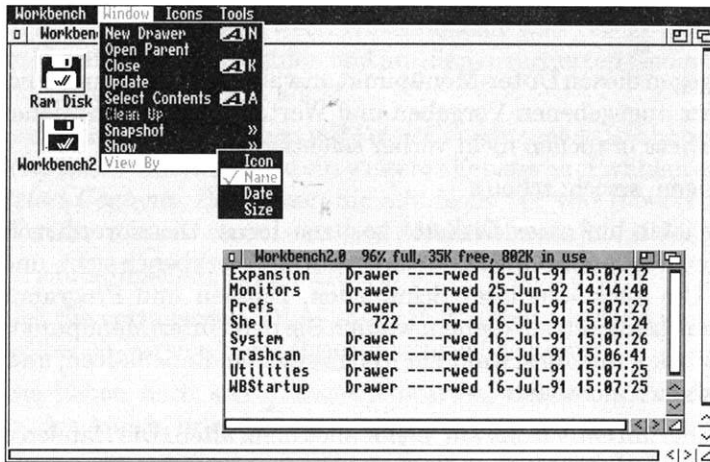 Workbench Window Icons Tools
Workben
New Drawer A N
Open Parent
Close A K
Update
Select Contents A A
Clean Up
Snapshot »
Show »
View By
Icon
✓ Name
Date
Size
Ram Disk
Workbench2
Workbench2.0 96% full, 35K free, 802K in use
Expansion Drawer ----rwed 16-Jul-91 15:07:12
Monitors Drawer ----rwed 25-Jun-92 14:14:40
Prefs Drawer ----rwed 16-Jul-91 15:07:27
Shell 722 ----rw-d 16-Jul-91 15:07:24
System Drawer ----rwed 16-Jul-91 15:07:26
Trashcan Drawer ----rwed 16-Jul-91 15:06:41
Utilities Drawer ----rwed 16-Jul-91 15:07:25
WBStartup Drawer ----rwed 16-Jul-91 15:07:25